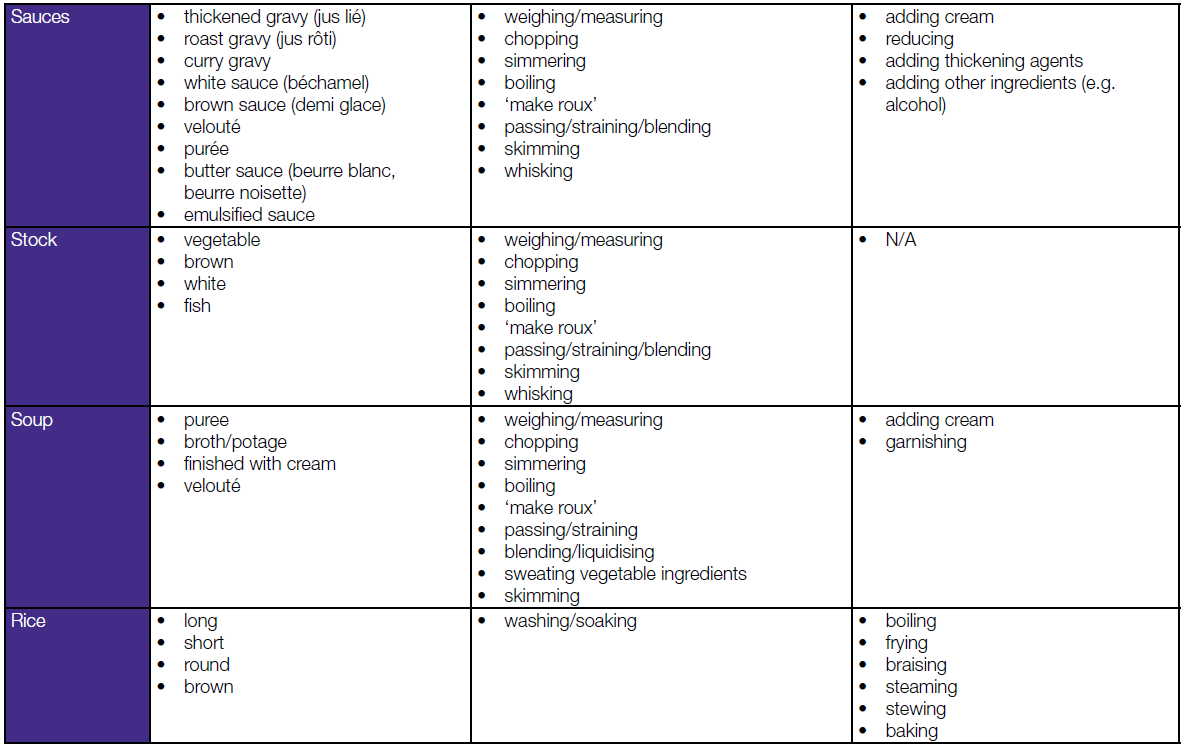 Sauces
• thickened gravy (jus lié)
• roast gravy (jus rôti)
• curry gravy
• white sauce (béchamel)
• brown sauce (demi glace)
• velouté
• purée
• butter sauce (beurre blanc,
beurre noisette)
• emulsified sauce
• weighing/measuring
• chopping
• simmering
• boiling
• ‘make roux’
• passing/straining/blending
• skimming
• whisking
• adding cream
• reducing
• adding thickening agents
• adding other ingredients (e.g.
alcohol)
Stock
• vegetable
• brown
• white
• fish
• weighing/measuring
• chopping
• simmering
• boiling
• ‘make roux’
• passing/straining/blending
• skimming
• whisking
• N/A
Soup
• puree
• broth/potage
• finished with cream
• velouté
• weighing/measuring
• chopping
• simmering
• boiling
• ‘make roux’
• passing/straining
• blending/liquidising
• sweating vegetable ingredients
• skimming
• adding cream
• garnishing
Rice
• long
• short
• round
• brown
• washing/soaking
• boiling
• frying
• braising
• steaming
• stewing
• baking